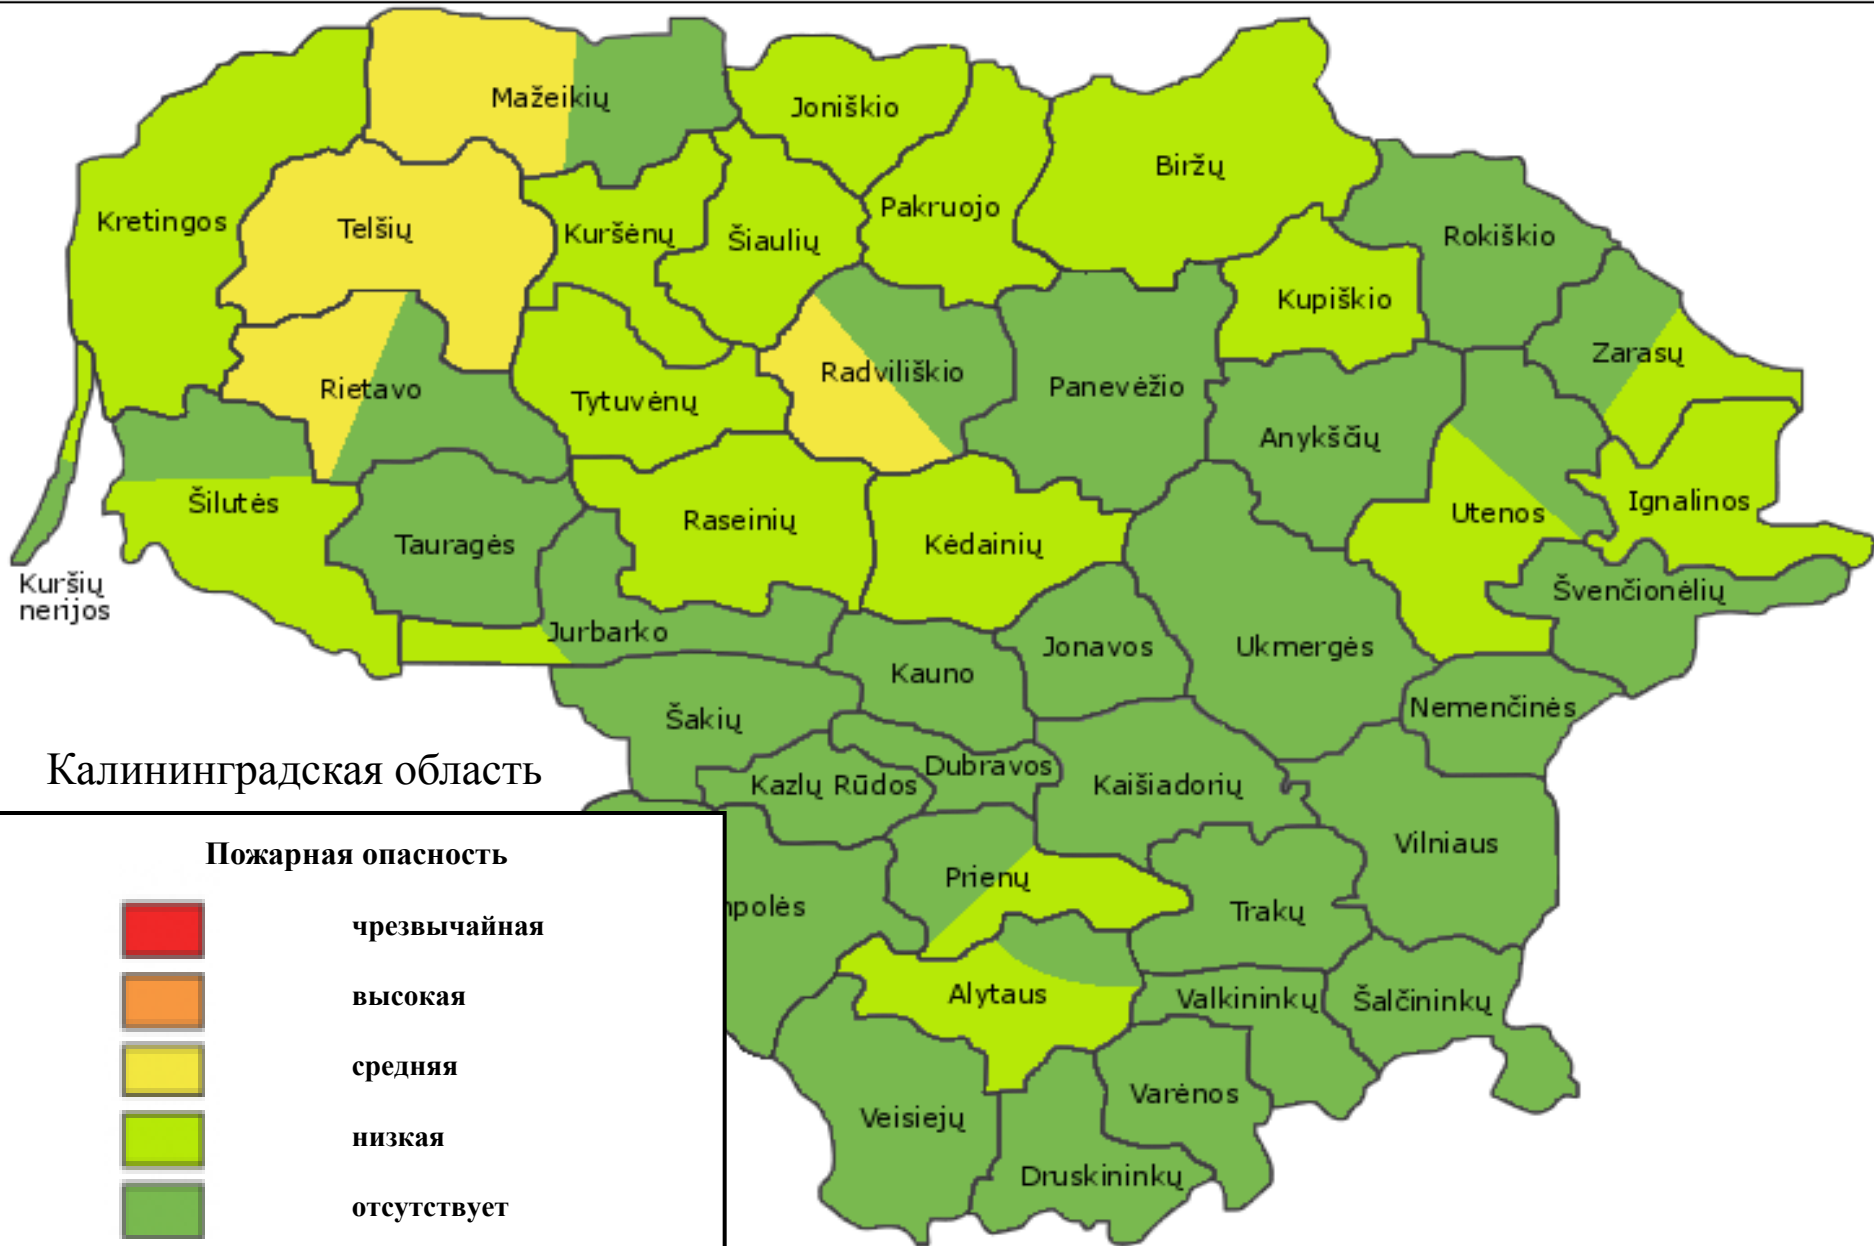 Mažeikių
Joniškio
Biržų
Kretingos
Telšių
Kuršėnų
Šiaulių
Pakruojo
Rokiškio
Kupiškio
Zarasų
Rietavo
Tytuvėnų
Radviliškio
Panevėžio
Anykščių
Šilutės
Tauragės
Raseinių
Kėdainių
Utenos
Ignalinos
Kuršių
nerijos
Švenčionėlių
Jurbarko
Kauno
Jonavos
Ukmergės
Nemenčinės
Šakių
Калининградская область
Kazlų Rūdos
Dubravos
Kaišiadorių
Vilniaus
Prienų
Trakų
Alytaus
Valkininkų
Šalčininkų
Veisiejų
Varėnos
Druskininkų
Пожарная опасность
чрезвычайная
высокая
средняя
низкая
отсутствует